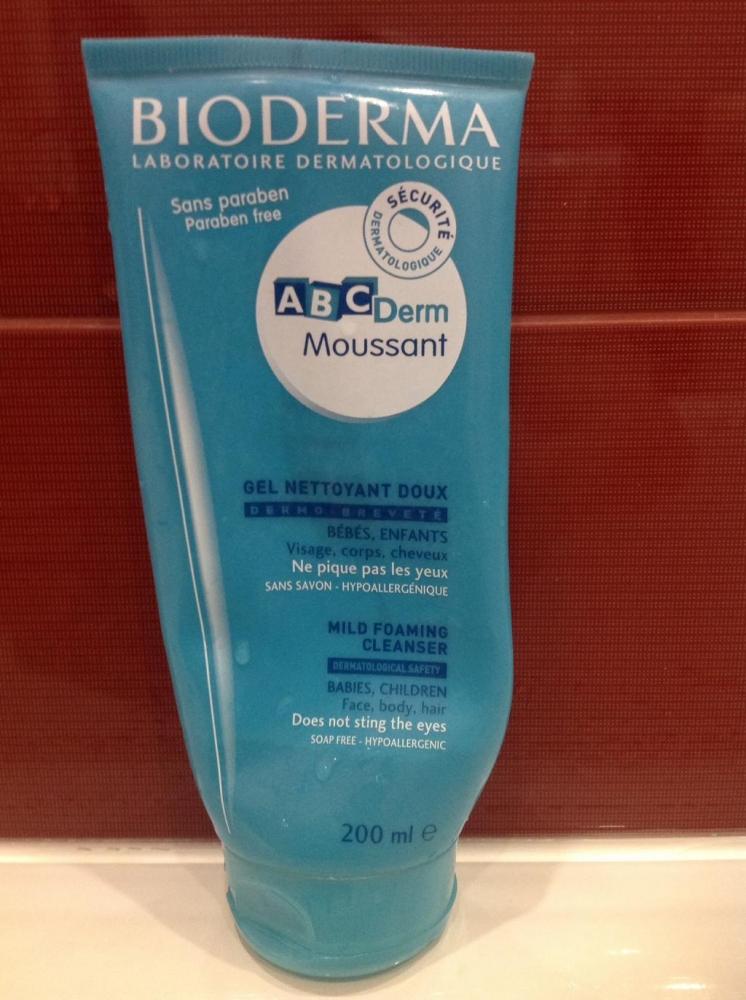 BIODERMA
LABORATOIRE DERMATOLOGIQUE
Sans paraben
Paraben free
SÉCURITÉ
DERMATOLOGIQUE
ABCDerm
Moussant
GEL NETTOYANT DOUX
DERMO-BREVETÉ
BÉBÉS, ENFANTS
Visage, corps, cheveux
Ne pique pas les yeux
SANS SAVON - HYPOALLERGÉNIQUE
MILD FOAMING
CLEANSER
DERMATOLOGICAL SAFETY
BABIES, CHILDREN
Face, body, hair
Does not sting the eyes
SOAP FREE - HYPOALLERGENIC
200 ml e